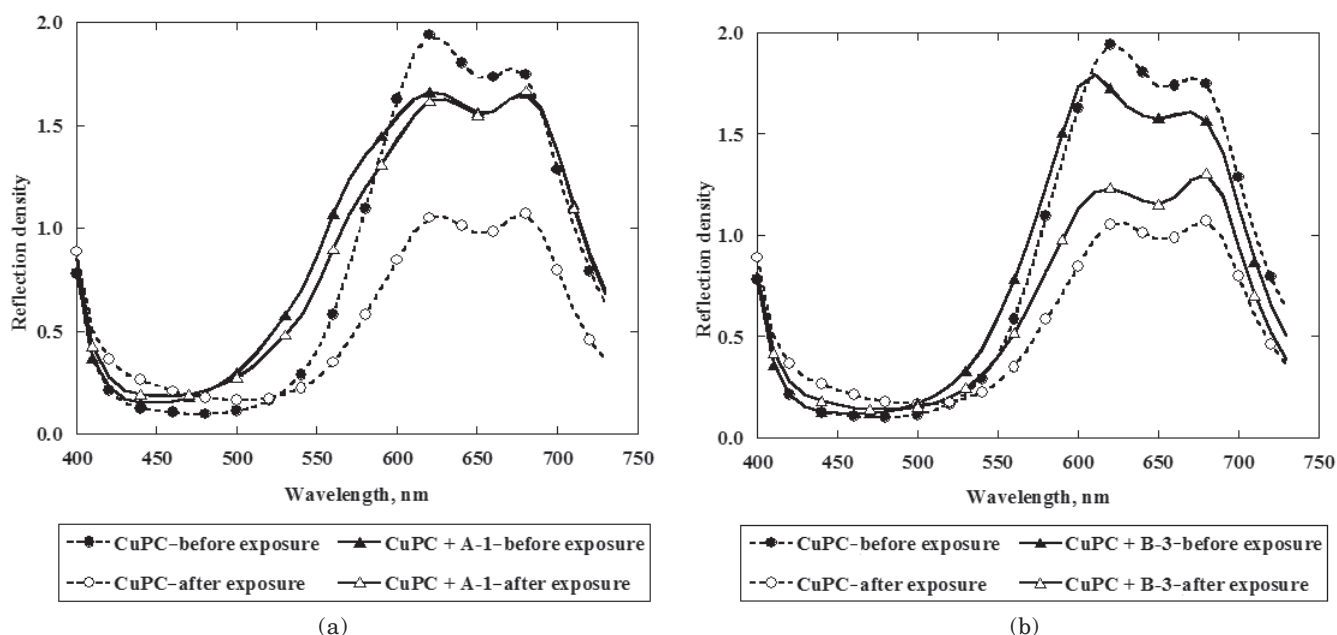 2.0
1.5
1.0
0.5
0.0
Reflection density
400 450 500 550 600 650 700 750
Wavelength, nm
CuPC–before exposure CuPC + A-1–before exposure
CuPC–after exposure CuPC + A-1–after exposure
(a)
2.0
1.5
1.0
0.5
0.0
Reflection density
400 450 500 550 600 650 700 750
Wavelength, nm
CuPC–before exposure CuPC + B-3–before exposure
CuPC–after exposure CuPC + B-3–after exposure
(b)